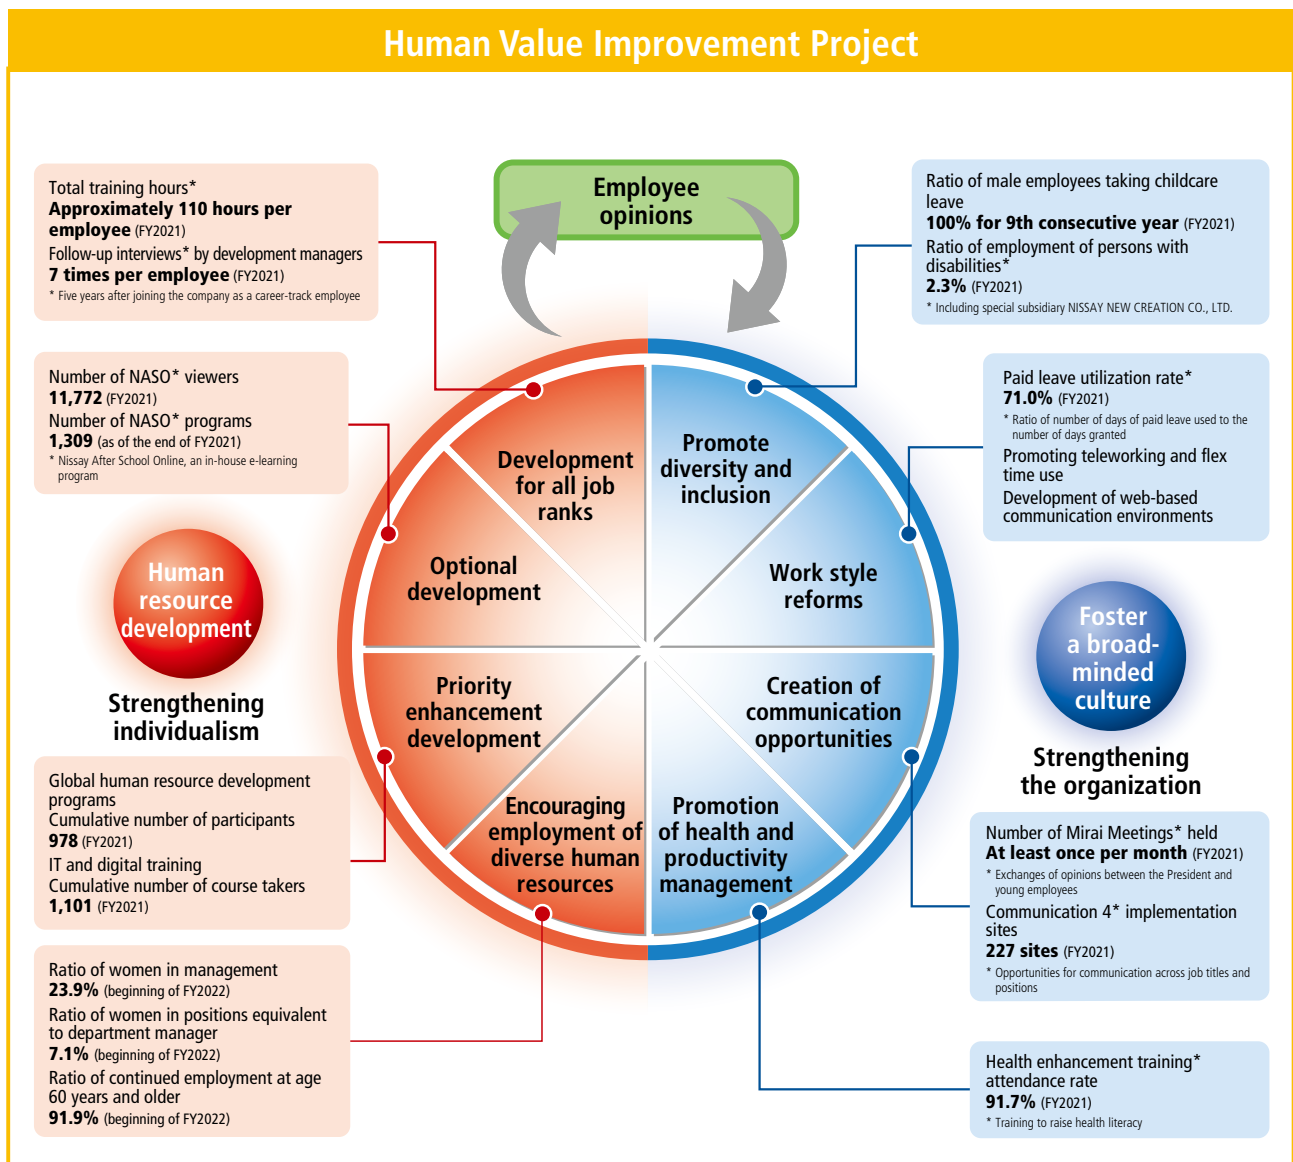 Human Value Improvement Project
Employee
opinions
Total training hours*
Approximately 110 hours per
employee (FY2021)
Follow-up interviews* by development managers
7 times per employee (FY2021)
* Five years after joining the company as a career-track employee
Number of NASO* viewers
11,772 (FY2021)
Number of NASO* programs
1,309 (as of the end of FY2021)
* Nissay After School Online, an in-house e-learning
program
Human
resource
development
Strengthening
individualism
Global human resource development
programs
Cumulative number of participants
978 (FY2021)
IT and digital training
Cumulative number of course takers
1,101 (FY2021)
Ratio of women in management
23.9% (beginning of FY2022)
Ratio of women in positions equivalent
to department manager
7.1% (beginning of FY2022)
Ratio of continued employment at age
60 years and older
91.9% (beginning of FY2022)
Development
for all job
ranks
Optional
development
Priority
enhancement
development
Encouraging
employment of
diverse human
resources
Promote
diversity and
inclusion
Work style
reforms
Creation of
communication
opportunities
Promotion
of health and
productivity
management
Ratio of male employees taking childcare
leave
100% for 9th consecutive year (FY2021)
Ratio of employment of persons with
disabilities*
2.3% (FY2021)
* Including special subsidiary NISSAY NEW CREATION CO., LTD.
Paid leave utilization rate*
71.0% (FY2021)
* Ratio of number of days of paid leave used to the
number of days granted
Promoting teleworking and flex
time use
Development of web-based
communication environments
Foster
a broad-
minded
culture
Strengthening
the organization
Number of Mirai Meetings* held
At least once per month (FY2021)
* Exchanges of opinions between the President and
young employees
Communication 4* implementation
sites
227 sites (FY2021)
* Opportunities for communication across job titles and
positions
Health enhancement training*
attendance rate
91.7% (FY2021)
* Training to raise health literacy